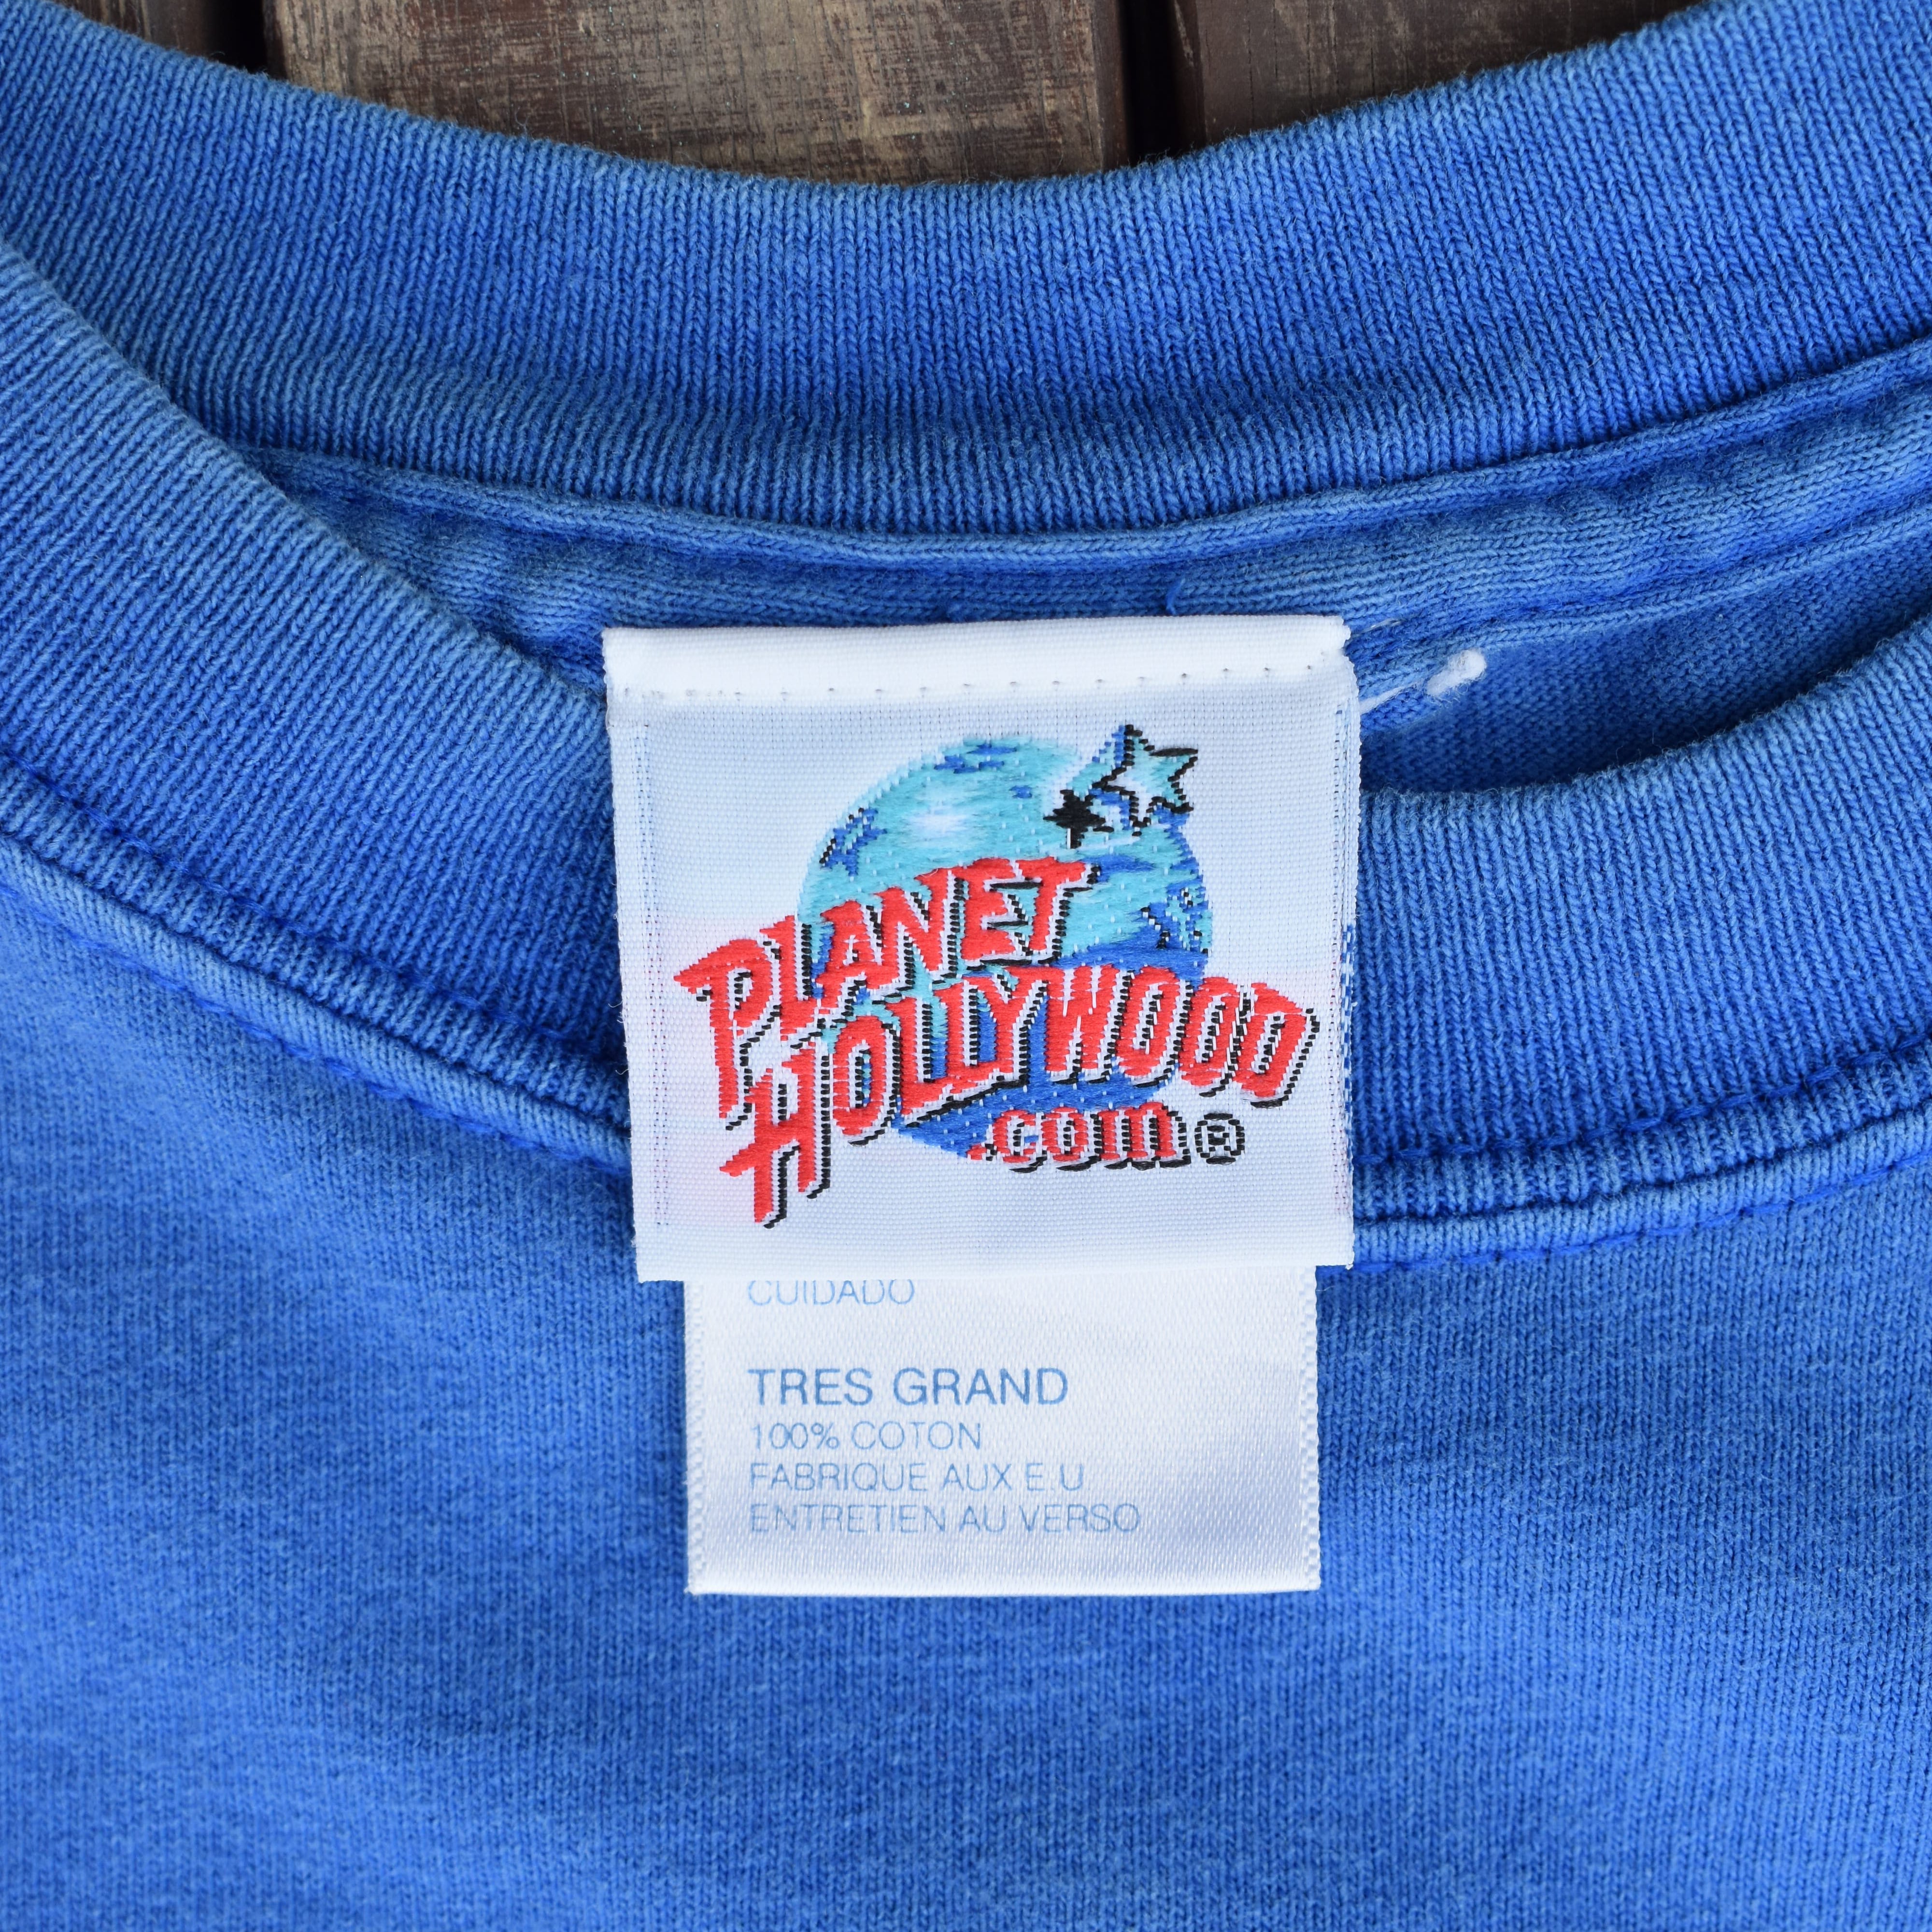 PLANET
HOLLYWOOD
.com®
CUIDADO
TRES GRAND
100% COTON
FABRIQUE AUX E.U
ENTRETIEN AU VERSO